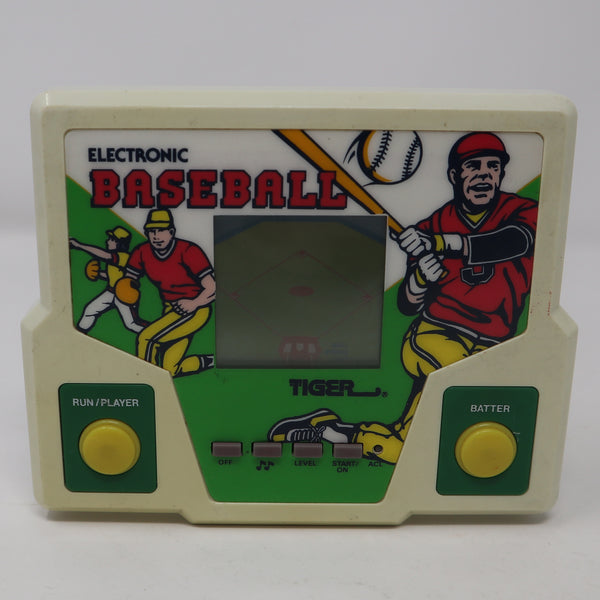 ELECTRONIC
BASEBALL
TIGER®
RUN/PLAYER
BATTER
OFF
LEVEL
START/
ON
ACL